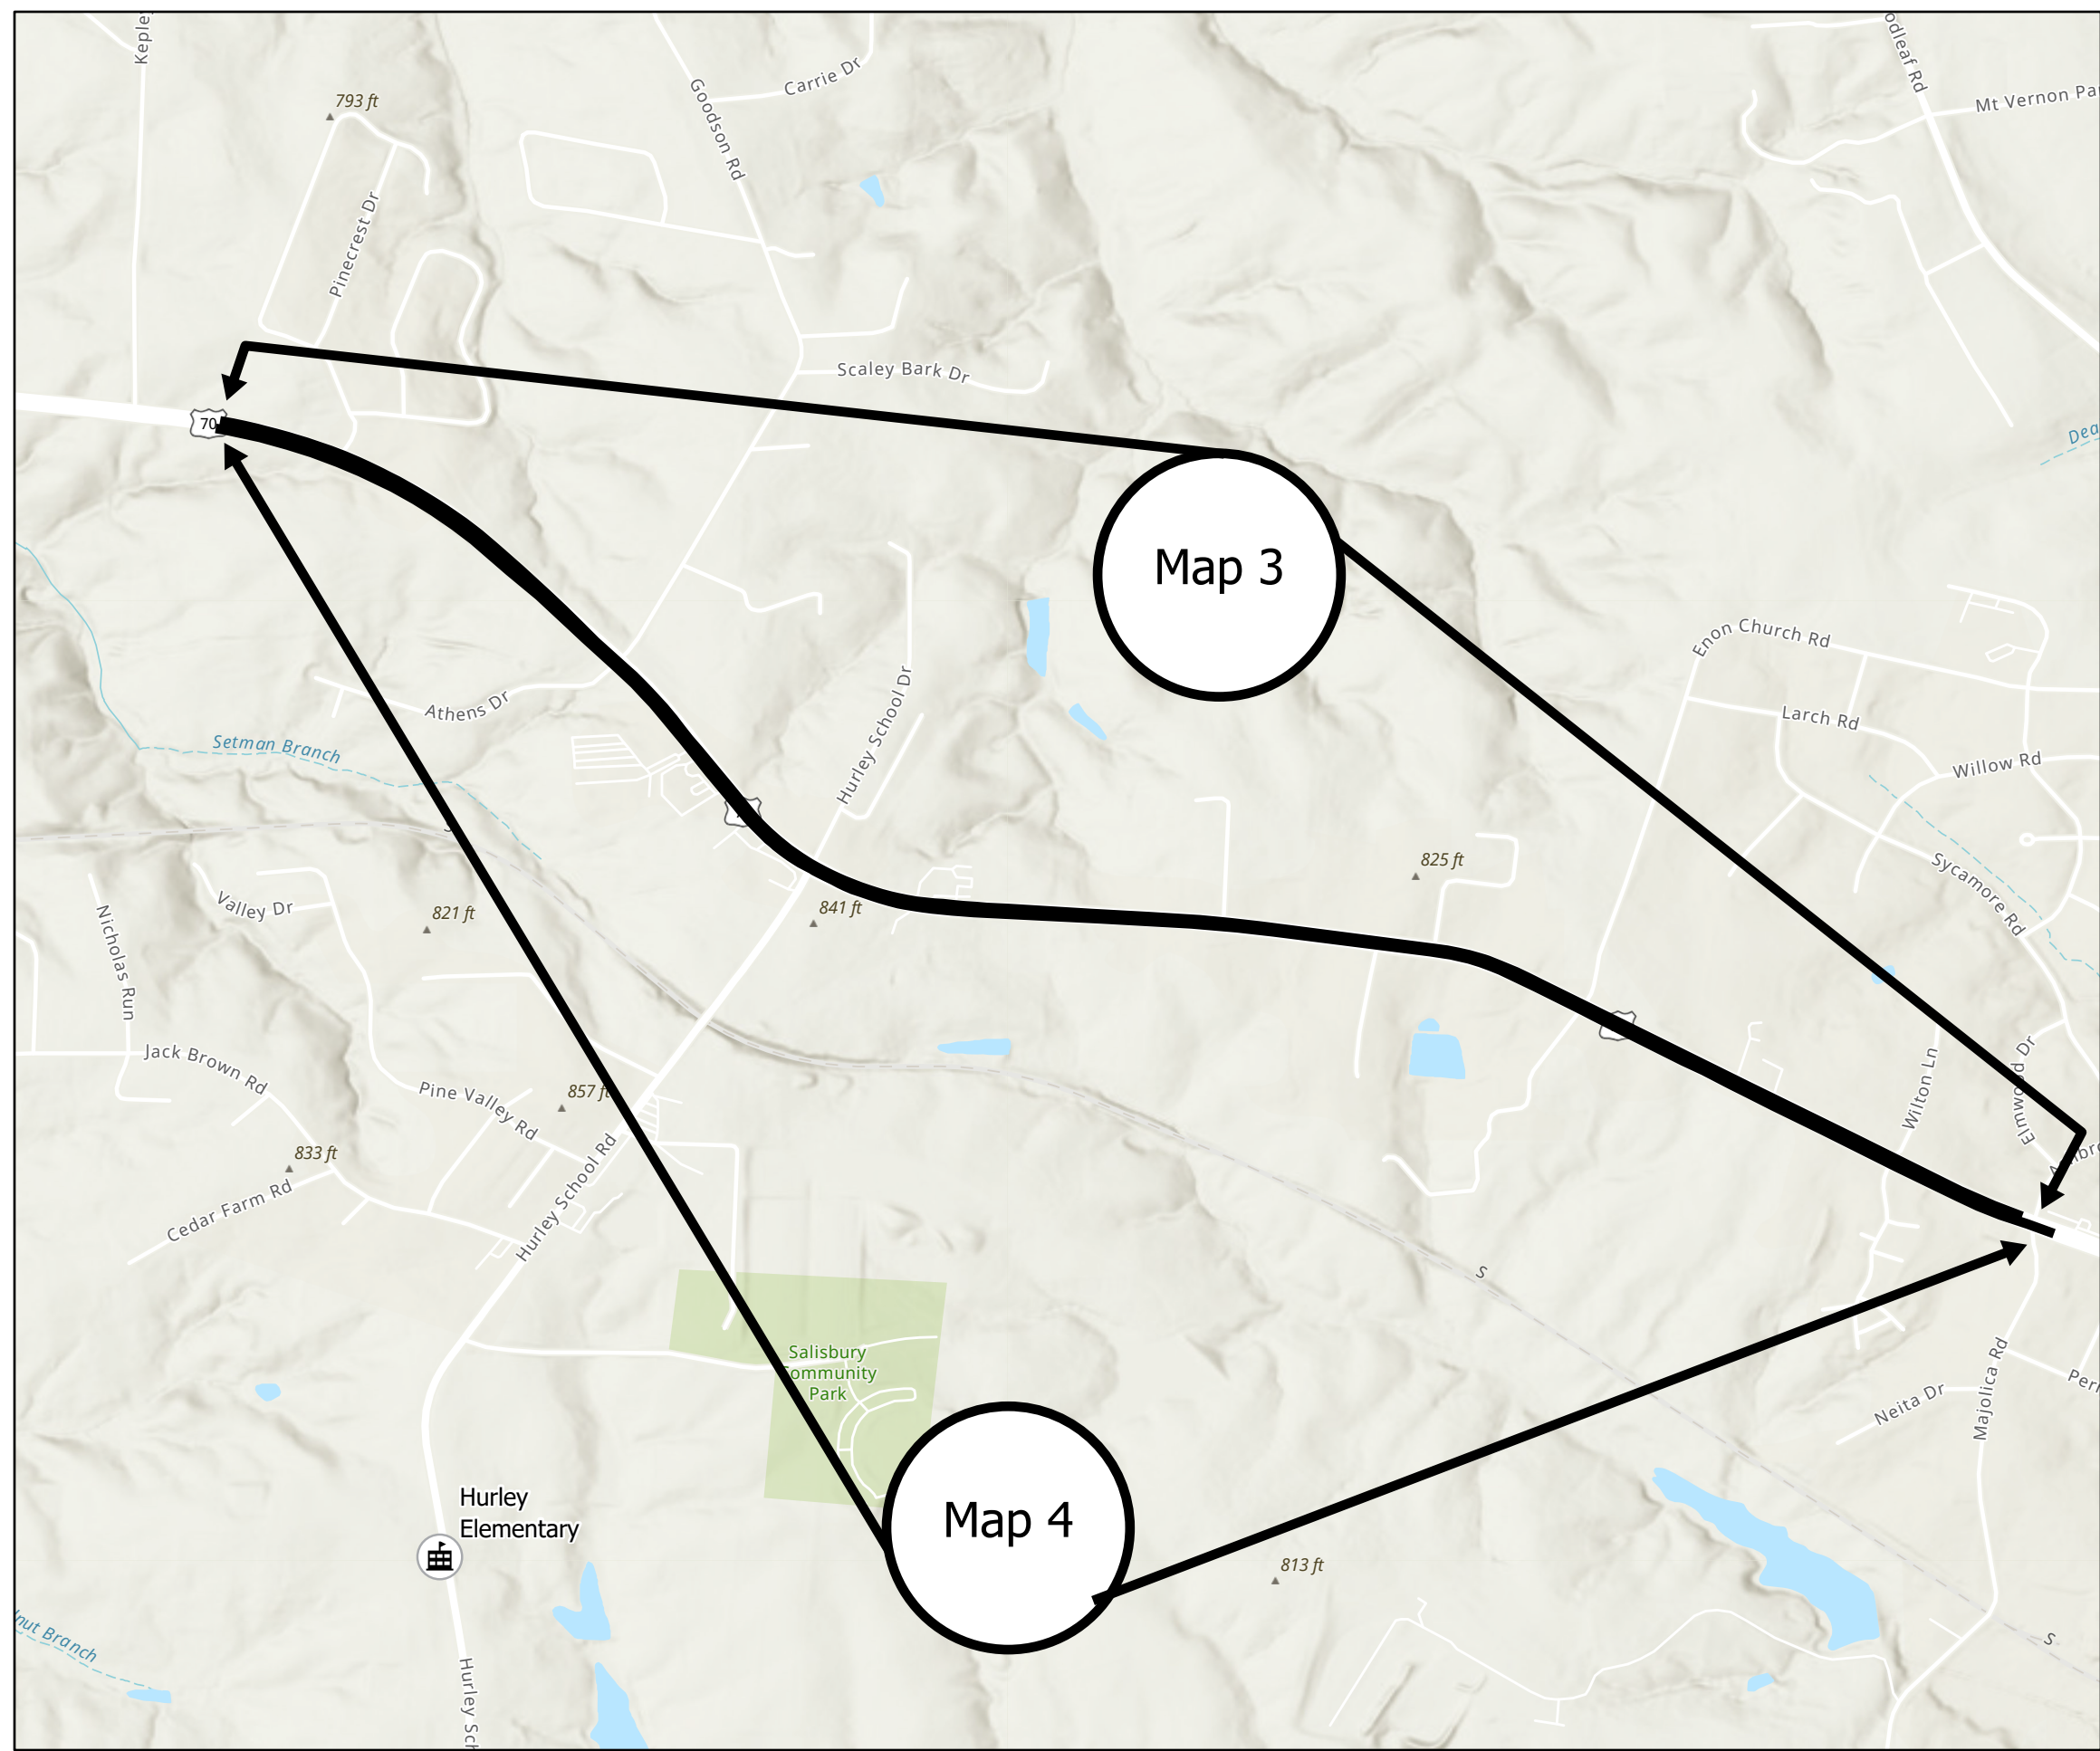 Keple
793 ft
Carrie Dr
Goodson Rd
odleaf Rd
Mt Vernon Pa
Pinecrest Dr
Scaley Bark Dr
70
Dea
Map 3
Enon Church Rd
Athens Dr
Hurley School Dr
Larch Rd
Setman Branch
Willow Rd
S
825 ft
Sycamore Rd
Valley Dr
821 ft
841 ft
Nicholas Run
Jack Brown Rd
Elmwood Dr
Wilton Ln
857 ft
Pine Valley Rd
833 ft
Cedar Farm Rd
Hurley School Rd
S
Salisbury
Community
Park
Majolica Rd
Neita Dr
Hurley
Elementary
Map 4
813 ft
nut Branch
S
Hurley Sch